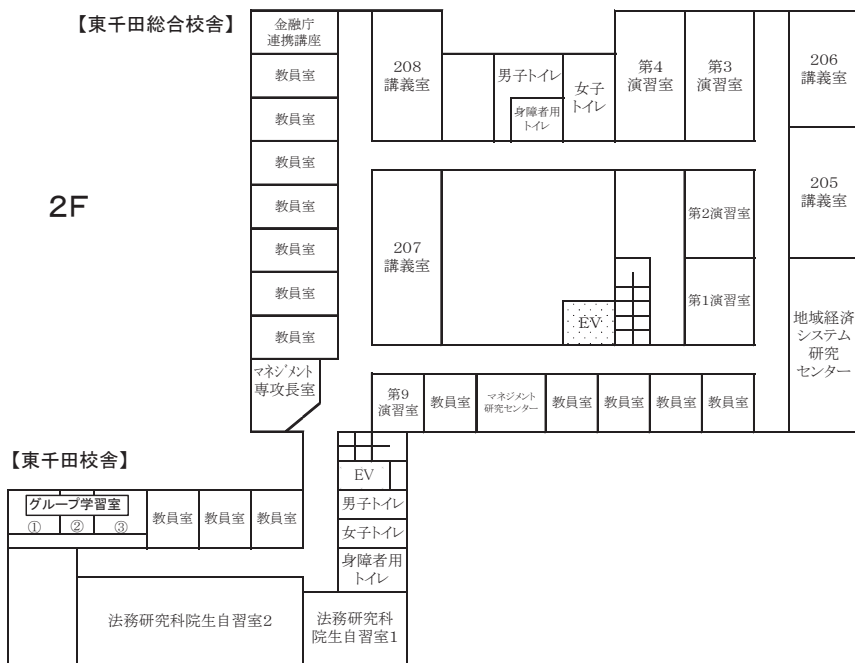 【東千田総合校舎】
金融庁
連携講座
教員室
教員室
教員室
教員室
教員室
教員室
教員室
マネジメント
専攻長室
2F
208
講義室
男子トイレ
身障者用
トイレ
女子
トイレ
第4
演習室
第3
演習室
206
講義室
205
講義室
207
講義室
第2演習室
第1演習室
EV
地域経済
システム
研究
センター
第9
演習室
教員室
マネジメント
研究センター
教員室
教員室
教員室
教員室
【東千田校舎】
グループ学習室
①
②
③
教員室
教員室
教員室
EV
男子トイレ
女子トイレ
身障者用
トイレ
法務研究科院生自習室2
法務研究科
院生自習室1